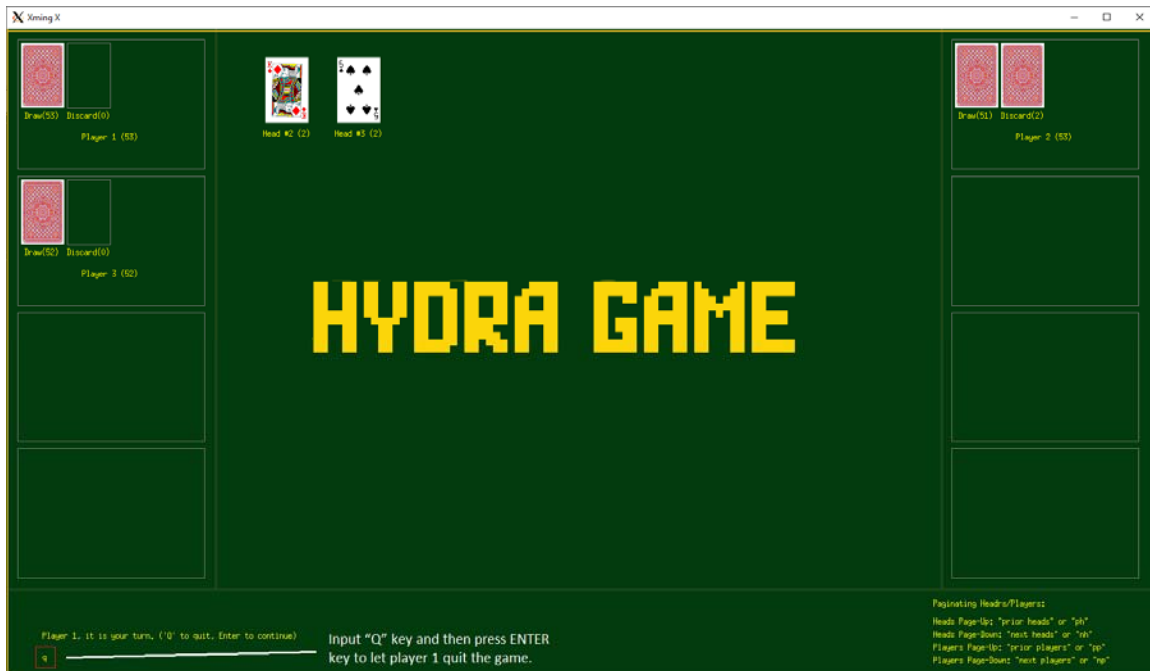 Xming X
Draw(53) Discard(0)
Player 1 (53)
Draw(52) Discard(0)
Player 3 (52)
K
Head #2 (2)
5
Head #3 (2)
Draw(51) Discard(2)
Player 2 (53)
HYDRA GAME
Player 1, it is your turn, ('Q' to quit, Enter to continue)
q
Input “Q” key and then press ENTER
key to let player 1 quit the game.
Paginating Headrs/Players:
Heads Page-Up: "prior heads" or "ph"
Heads Page-Down: "next heads" or "nh"
Players Page-Up: "prior players" or "pp"
Players Page-Down: "next players" or "np"